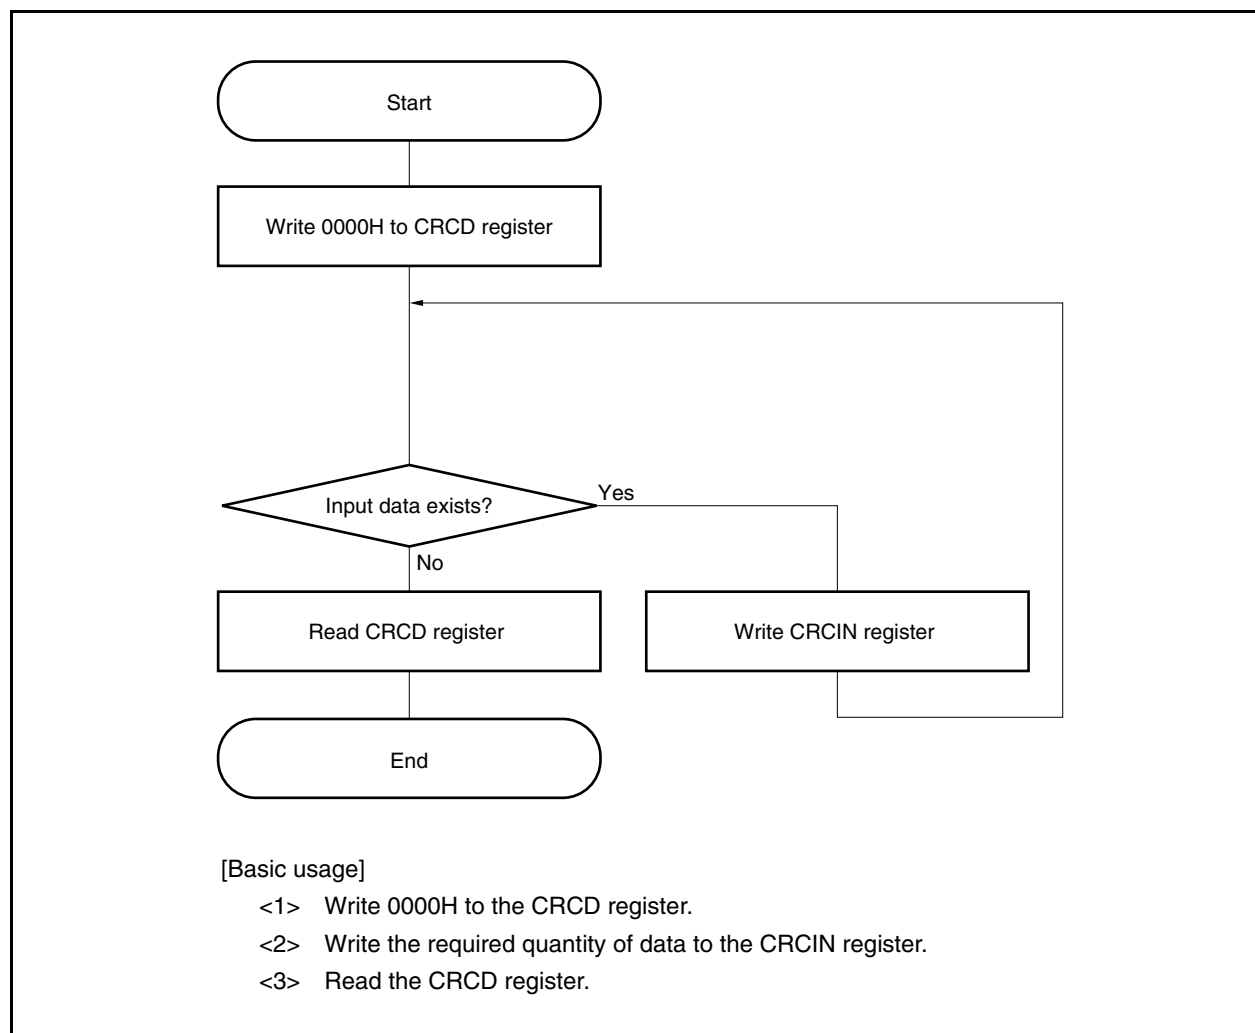 Start
Write 0000H to CRCD register
Input data exists?
Yes
No
Read CRCD register
Write CRCIN register
End
[Basic usage]
<1> Write 0000H to the CRCD register.
<2> Write the required quantity of data to the CRCIN register.
<3> Read the CRCD register.